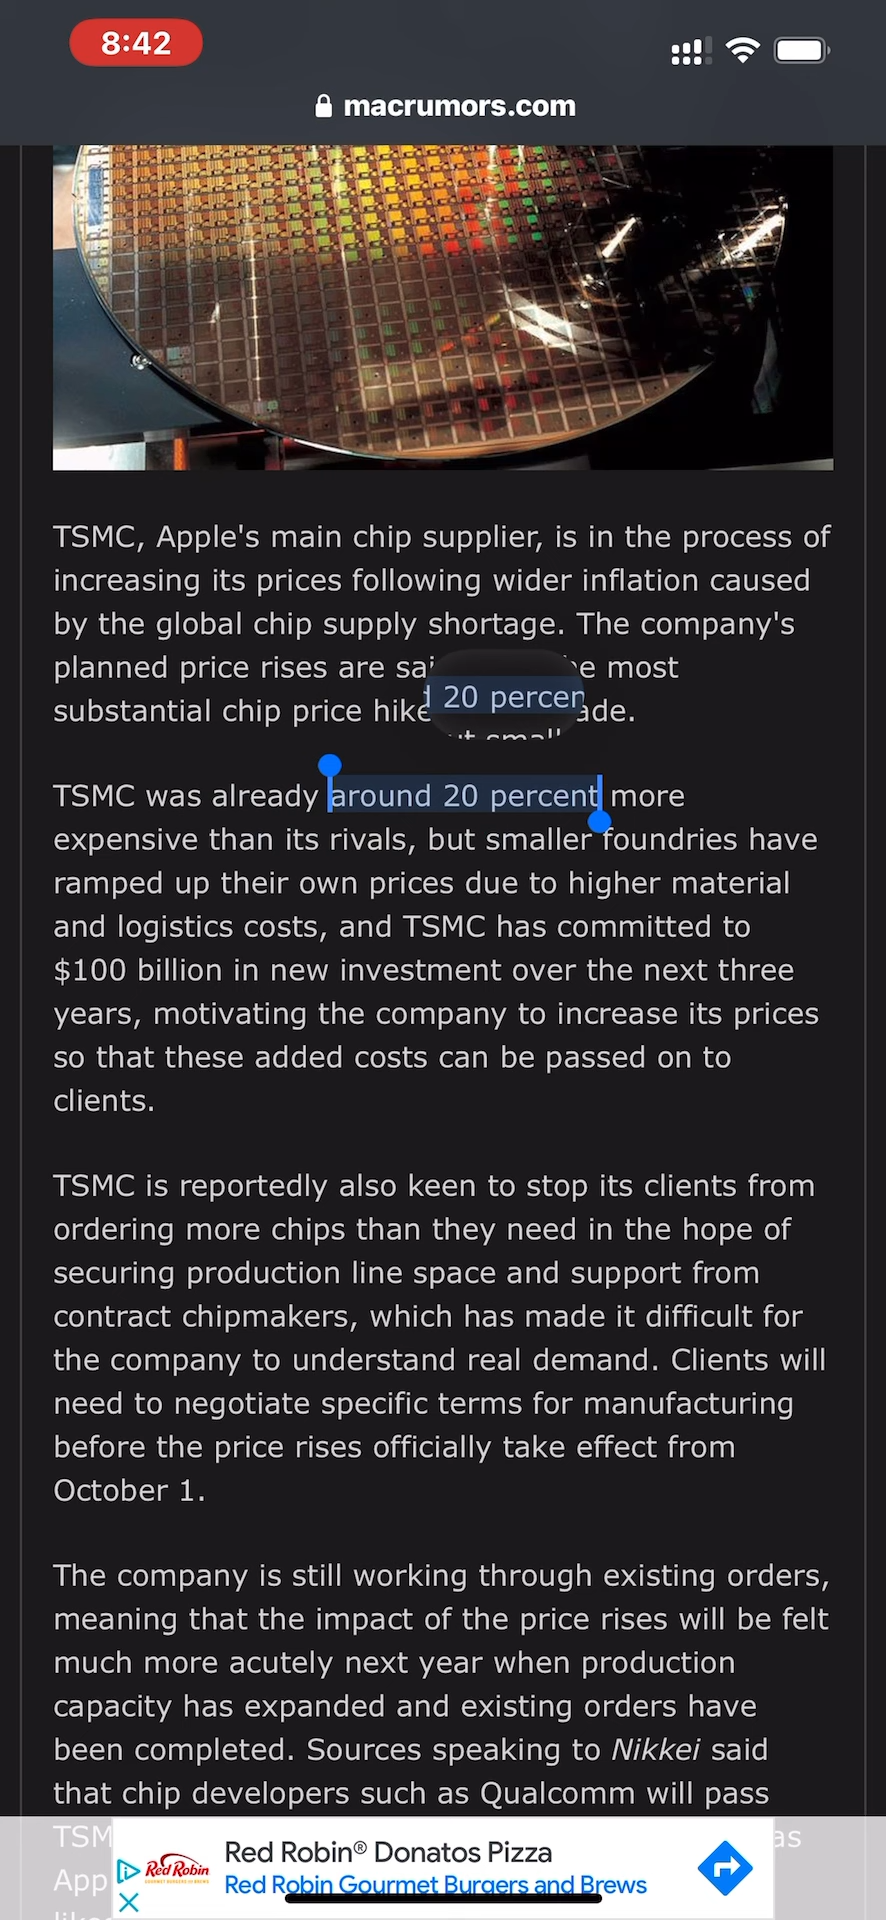 8:42
macrumors.com
TSMC, Apple's main chip supplier, is in the process of
increasing its prices following wider inflation caused
by the global chip supply shortage. The company's
planned price rises are sai he most
substantial chip price hike ade.
d 20 percen
ut small
TSMC was already around 20 percent more
expensive than its rivals, but smaller foundries have
ramped up their own prices due to higher material
and logistics costs, and TSMC has committed to
$100 billion in new investment over the next three
years, motivating the company to increase its prices
so that these added costs can be passed on to
clients.
TSMC is reportedly also keen to stop its clients from
ordering more chips than they need in the hope of
securing production line space and support from
contract chipmakers, which has made it difficult for
the company to understand real demand. Clients will
need to negotiate specific terms for manufacturing
before the price rises officially take effect from
October 1.
The company is still working through existing orders,
meaning that the impact of the price rises will be felt
much more acutely next year when production
capacity has expanded and existing orders have
been completed. Sources speaking to Nikkei said
that chip developers such as Qualcomm will pass
TSM as
App
Red Robin
Red Robin® Donatos Pizza
Red Robin Gourmet Burgers and Brews